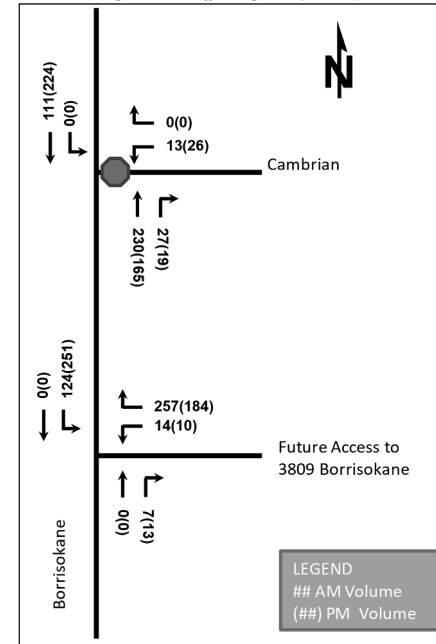 N
111(224)
0(0)
0(0)
13(26)
Cambrian
230(165)
27(19)
0(0)
124(251)
257(184)
14(10)
Future Access to
3809 Borrisokane
0(0)
7(13)
Borrisokane
LEGEND
## AM Volume
(##) PM Volume